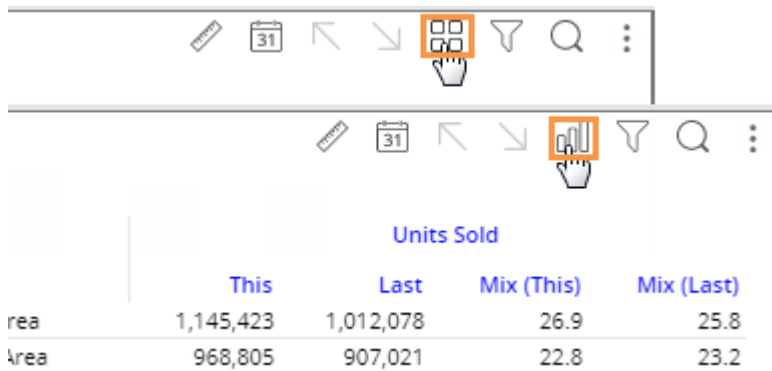 31
31
Units Sold
This Last Mix (This) Mix (Last)
rea 1,145,423 1,012,078 26.9 25.8
Area 968,805 907,021 22.8 23.2